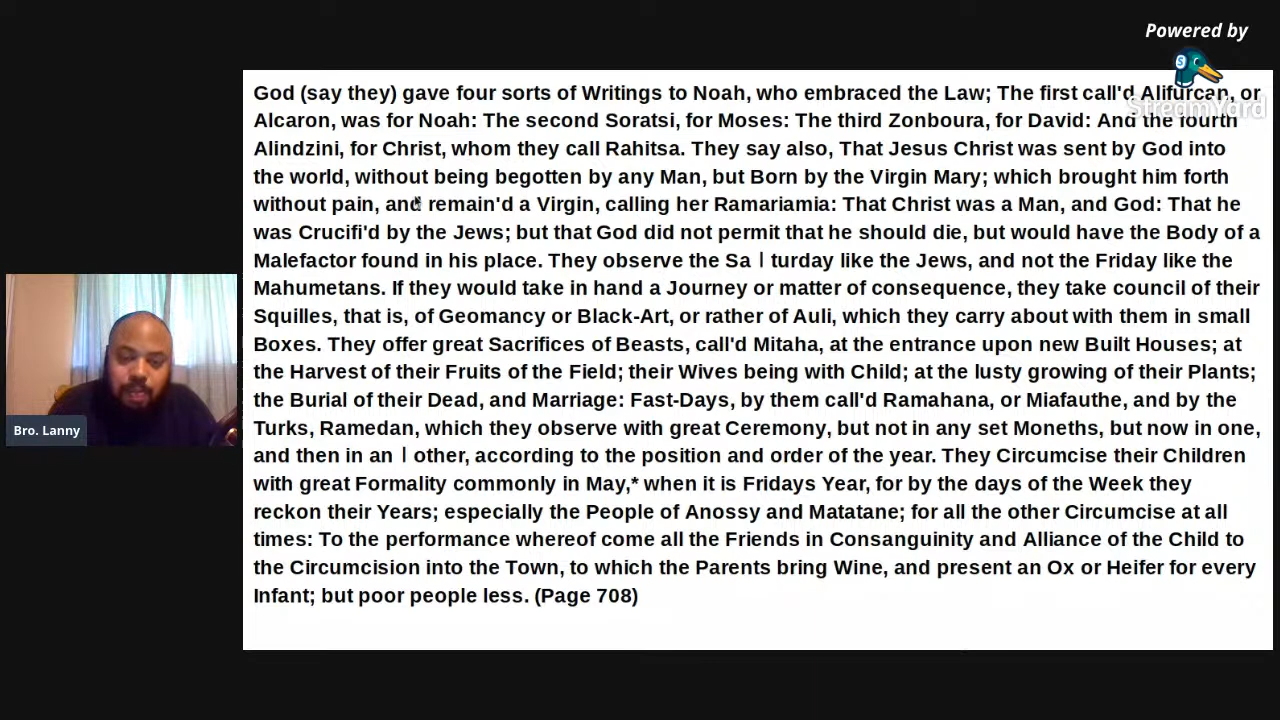 Powered by
StreamYard
God (say they) gave four sorts of Writings to Noah, who embraced the Law; The first call'd Alifurcan, or
Alcaron, was for Noah: The second Soratsi, for Moses: The third Zonboura, for David: And the fourth
Alindzini, for Christ, whom they call Rahitsa. They say also, That Jesus Christ was sent by God into
the world, without being begotten by any Man, but Born by the Virgin Mary; which brought him forth
without pain, and remain'd a Virgin, calling her Ramariamia: That Christ was a Man, and God: That he
was Crucifi'd by the Jews; but that God did not permit that he should die, but would have the Body of a
Malefactor found in his place. They observe the Sa | turday like the Jews, and not the Friday like the
Mahumetans. If they would take in hand a Journey or matter of consequence, they take council of their
Squilles, that is, of Geomancy or Black-Art, or rather of Auli, which they carry about with them in small
Boxes. They offer great Sacrifices of Beasts, call'd Mitaha, at the entrance upon new Built Houses; at
the Harvest of their Fruits of the Field; their Wives being with Child; at the lusty growing of their Plants;
the Burial of their Dead, and Marriage: Fast-Days, by them call'd Ramahana, or Miafauthe, and by the
Turks, Ramedan, which they observe with great Ceremony, but not in any set Moneths, but now in one,
and then in an | other, according to the position and order of the year. They Circumcise their Children
with great Formality commonly in May,* when it is Fridays Year, for by the days of the Week they
reckon their Years; especially the People of Anossy and Matatane; for all the other Circumcise at all
times: To the performance whereof come all the Friends in Consanguinity and Alliance of the Child to
the Circumcision into the Town, to which the Parents bring Wine, and present an Ox or Heifer for every
Infant; but poor people less. (Page 708)
Bro. Lanny